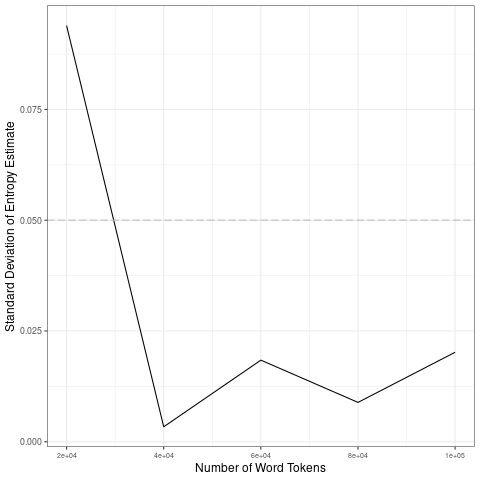 Standard Deviation of Entropy Estimate
0.075
0.050
0.025
0.000
2e+04 4e+04 6e+04 8e+04 1e+05
Number of Word Tokens